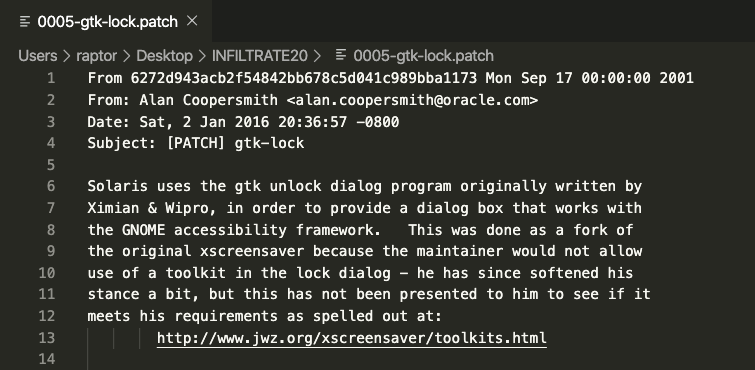 0005-gtk-lock.patch
Users > raptor > Desktop > INFILTRATE20 > 0005-gtk-lock.patch
1 From 6272d943acb2f54842bb678c5d041c989bba1173 Mon Sep 17 00:00:00 2001
2 From: Alan Coopersmith <alan.coopersmith@oracle.com>
3 Date: Sat, 2 Jan 2016 20:36:57 -0800
4 Subject: [PATCH] gtk-lock
5
6 Solaris uses the gtk unlock dialog program originally written by
7 Ximian & Wipro, in order to provide a dialog box that works with
8 the GNOME accessibility framework.   This was done as a fork of
9 the original xscreensaver because the maintainer would not allow
10 use of a toolkit in the lock dialog - he has since softened his
11 stance a bit, but this has not been presented to him to see if it
12 meets his requirements as spelled out at:
13 http://www.jwz.org/xscreensaver/toolkits.html
14